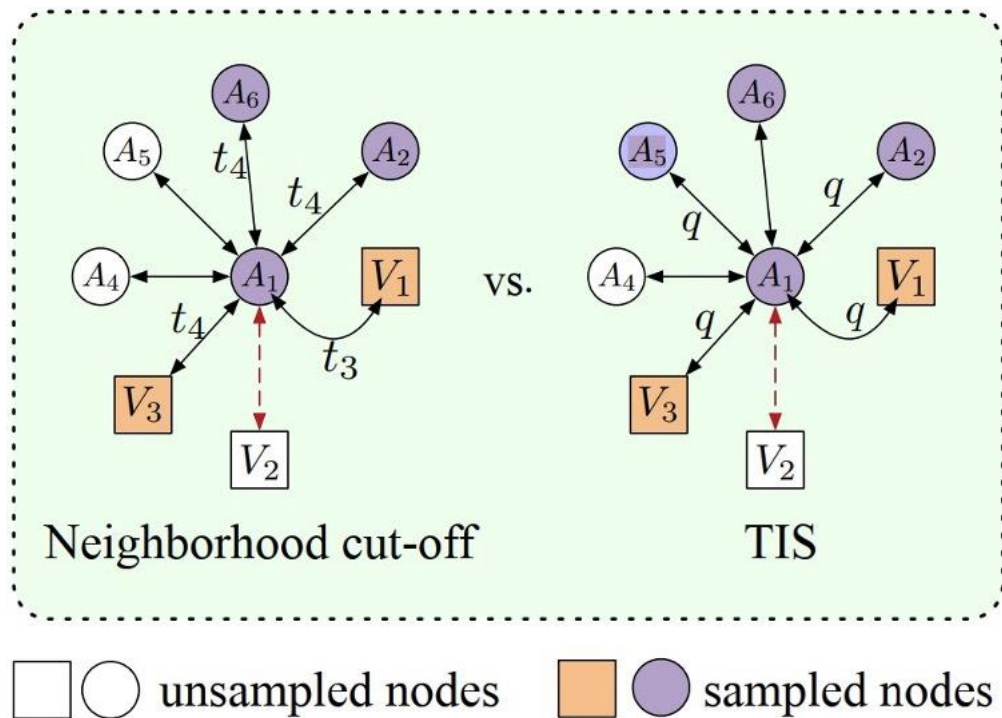 A₆
A₅
A₂
t₄
t₄
A₄
A₁
V₁
t₄
t₃
V₃
V₂
Neighborhood cut-off
vs.
A₆
A₅
A₂
q
q
A₄
A₁
V₁
q
q
V₃
V₂
TIS
unsampled nodes
sampled nodes